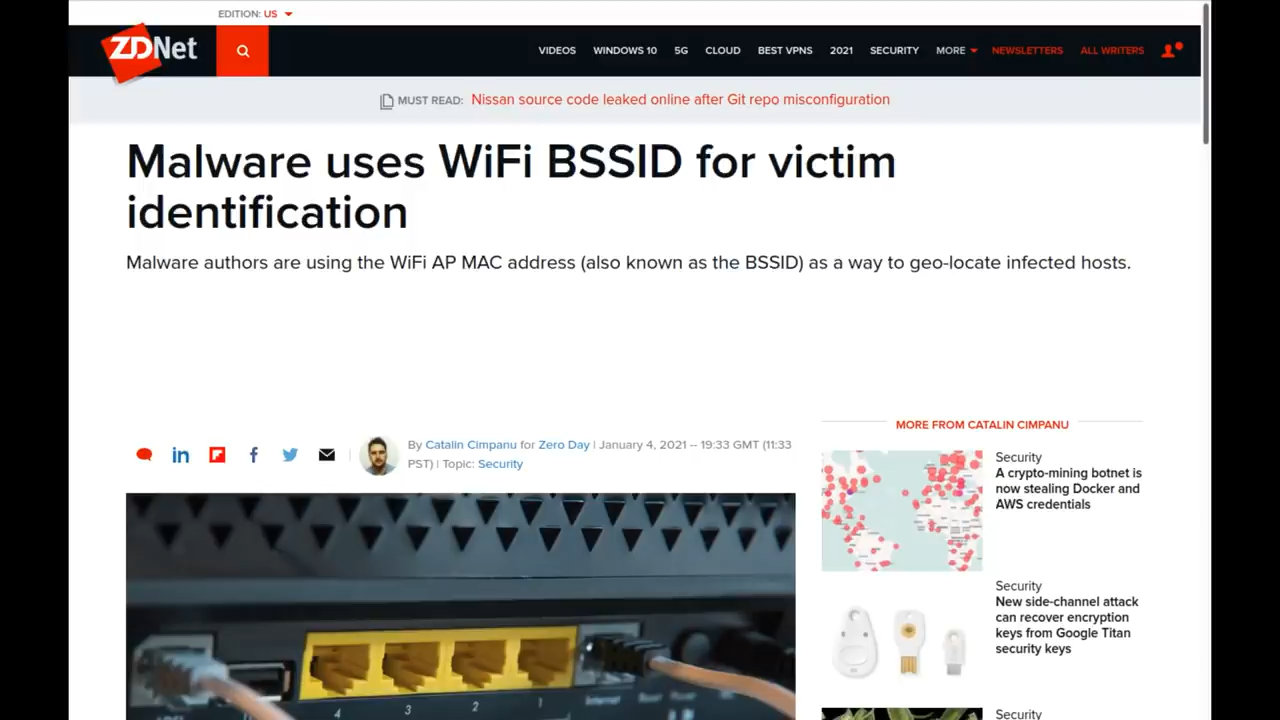 EDITION: US
ZDNet
VIDEOS WINDOWS 10 5G CLOUD BEST VPNS 2021 SECURITY MORE NEWSLETTERS ALL WRITERS
MUST READ: Nissan source code leaked online after Git repo misconfiguration
Malware uses WiFi BSSID for victim
identification
Malware authors are using the WiFi AP MAC address (also known as the BSSID) as a way to geo-locate infected hosts.
By Catalin Cimpanu for Zero Day | January 4, 2021 -- 19:33 GMT (11:33
PST) | Topic: Security
4 3 2 1 Internet
MORE FROM CATALIN CIMPANU
Security
A crypto-mining botnet is
now stealing Docker and
AWS credentials
Security
New side-channel attack
can recover encryption
keys from Google Titan
security keys
Security